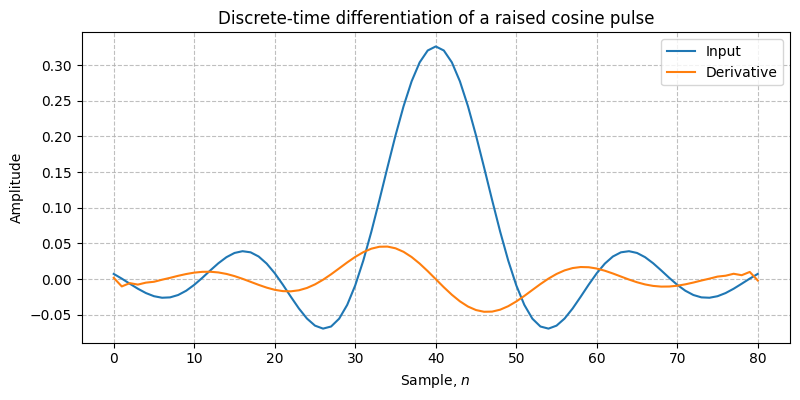 Discrete-time differentiation of a raised cosine pulse
Input
Derivative
Amplitude
0.30
0.25
0.20
0.15
0.10
0.05
0.00
−0.05
0 10 20 30 40 50 60 70 80
Sample, n